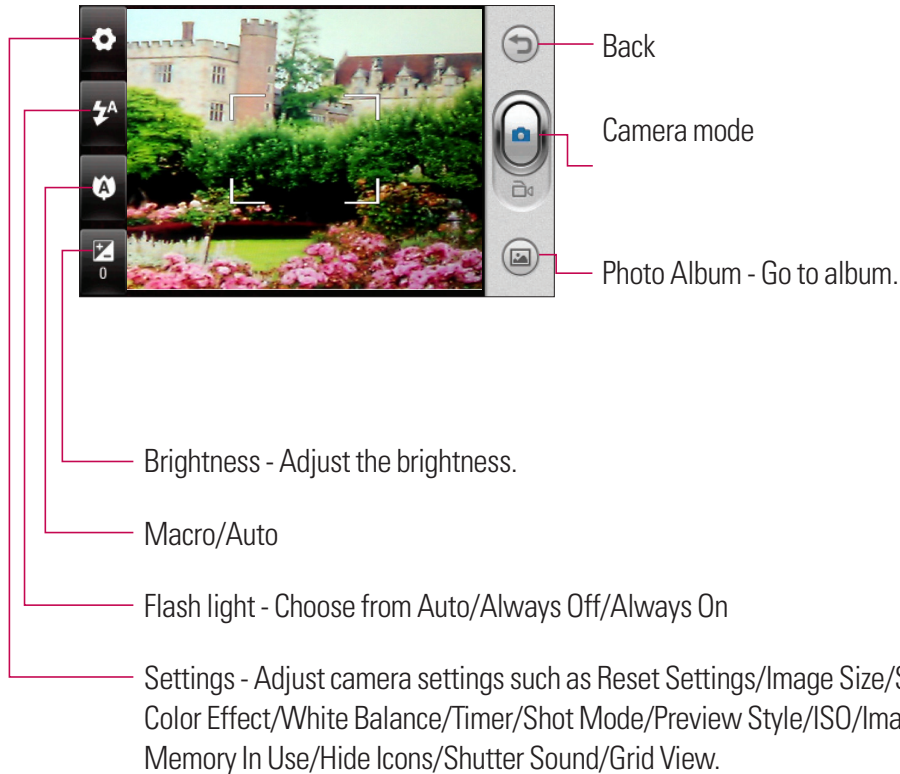 Back
Camera mode
Photo Album - Go to album.
0
Brightness - Adjust the brightness.
Macro/Auto
Flash light - Choose from Auto/Always Off/Always On
Settings - Adjust camera settings such as Reset Settings/Image Size/
Color Effect/White Balance/Timer/Shot Mode/Preview Style/ISO/
Memory In Use/Hide Icons/Shutter Sound/Grid View.